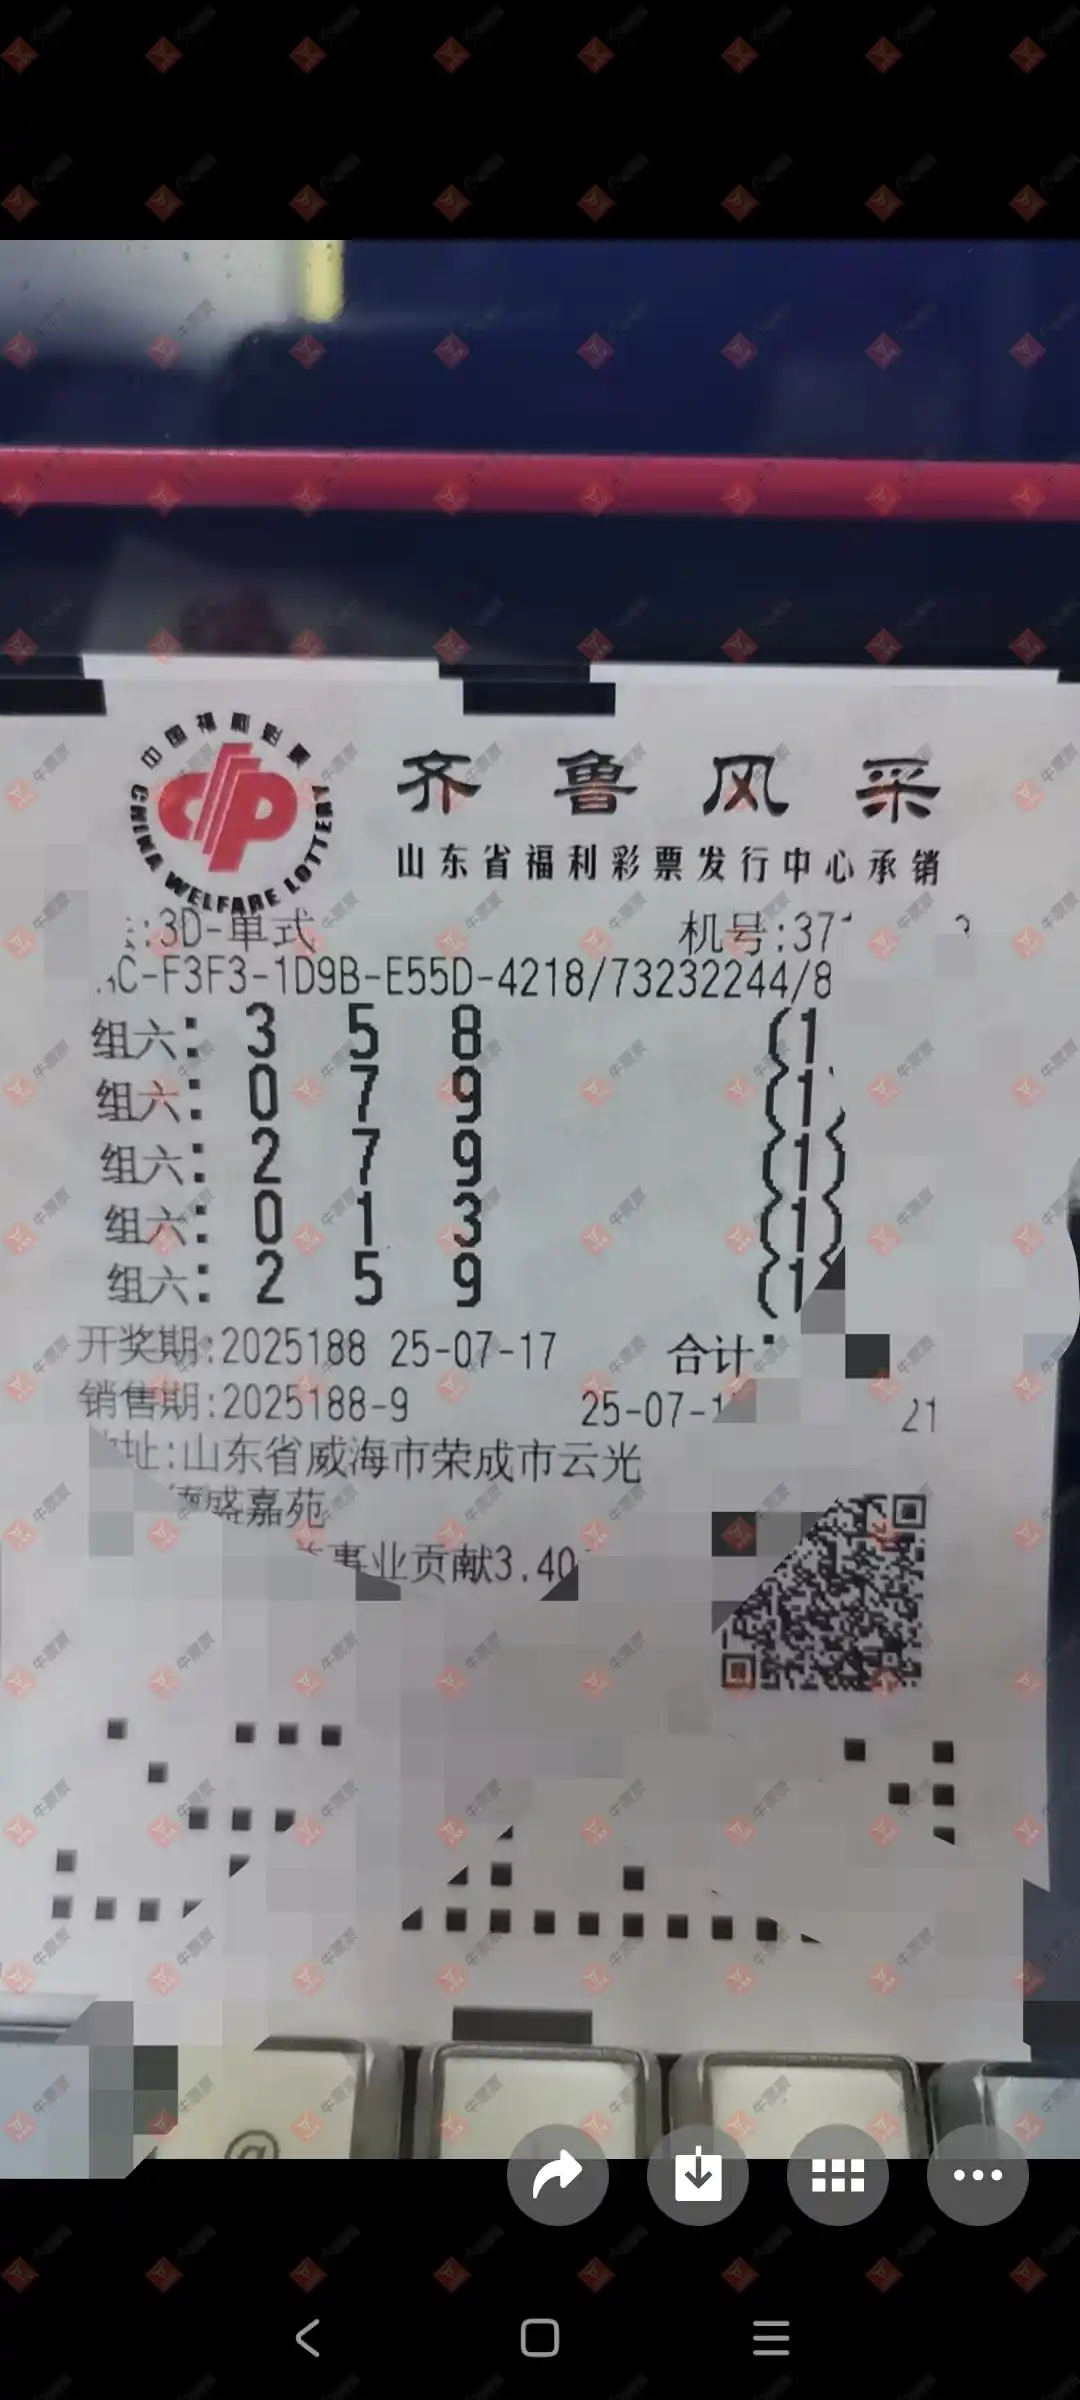 中国福利彩票
CHINA WELFARE LOTTERY
齐鲁风采
山东省福利彩票发行中心承销
:3D-单式 机号:37
C-F3F3-1D9B-E55D-4218/73232244/8
组六: 3 5 8 (1
组六: 0 7 9 (1
组六: 2 7 9 (1)
组六: 0 1 3 (1)
组六: 2 5 9 (1
开奖期:2025188 25-07-17 合计:
销售期:2025188-9 25-07-1 21
址:山东省威海市荣成市云光
盛嘉苑
事业贡献3.40
@
牛票票